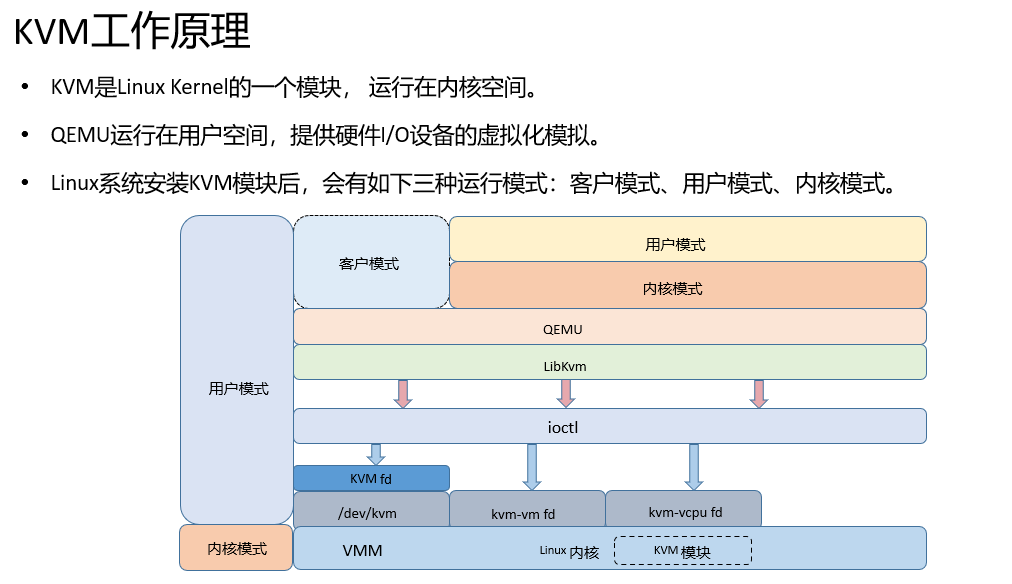 KVM工作原理
• KVM是Linux Kernel的一个模块， 运行在内核空间。
• QEMU运行在用户空间，提供硬件I/O设备的虚拟化模拟。
• Linux系统安装KVM模块后，会有如下三种运行模式：客户模式、用户模式、内核模式。
用户模式
客户模式
内核模式
QEMU
LibKvm
用户模式
ioctl
KVM fd
/dev/kvm
kvm-vm fd
kvm-vcpu fd
内核模式
VMM
Linux 内核
KVM 模块